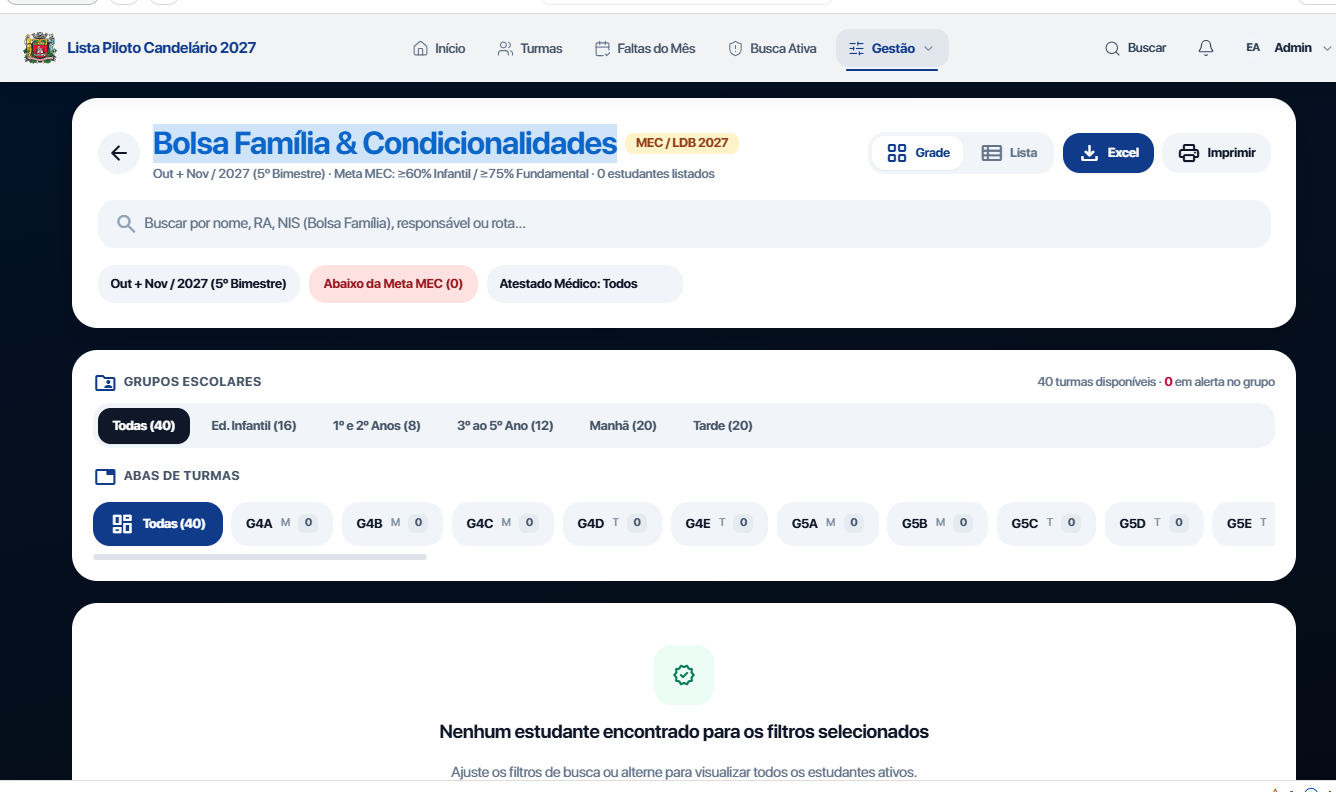 Lista Piloto Candelário 2027
Início
Turmas
Faltas do Mês
Busca Ativa
Gestão
Buscar
EA
Admin
Bolsa Família & Condicionalidades
MEC / LDB 2027
Out + Nov / 2027 (5º Bimestre) · Meta MEC: ≥60% Infantil / ≥75% Fundamental · 0 estudantes listados
Grade
Lista
Excel
Imprimir
Buscar por nome, RA, NIS (Bolsa Família), responsável ou rota...
Out + Nov / 2027 (5º Bimestre)
Abaixo da Meta MEC (0)
Atestado Médico: Todos
GRUPOS ESCOLARES
40 turmas disponíveis · 0 em alerta no grupo
Todas (40)
Ed. Infantil (16)
1º e 2º Anos (8)
3º ao 5º Ano (12)
Manhã (20)
Tarde (20)
ABAS DE TURMAS
Todas (40)
G4A M 0
G4B M 0
G4C M 0
G4D T 0
G4E T 0
G5A M 0
G5B M 0
G5C T 0
G5D T 0
G5E T
Nenhum estudante encontrado para os filtros selecionados
Ajuste os filtros de busca ou alterne para visualizar todos os estudantes ativos.